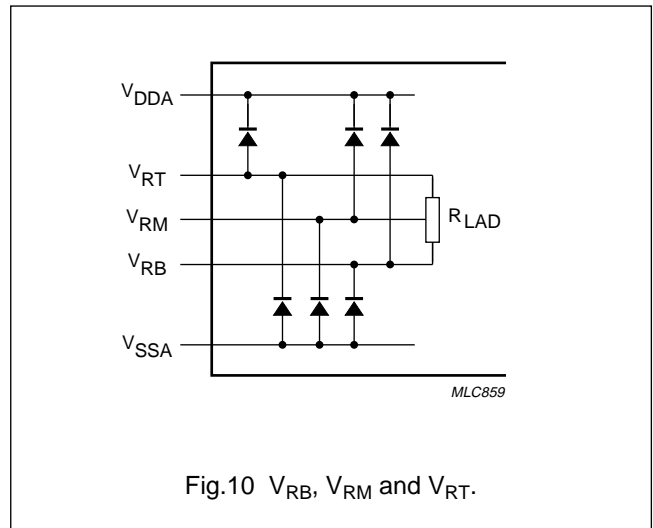 VDDA
VRT
VRM
RLAD
VRB
VSSA
MLC859
Fig.10 VRB, VRM and VRT.